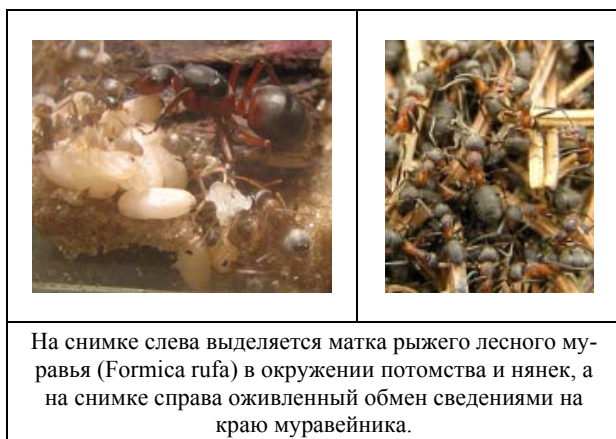 На снимке слева выделяется матка рыжего лесного му-
равья (Formica rufa) в окружении потомства и нянек, а
на снимке справа оживленный обмен сведениями на
краю муравейника.